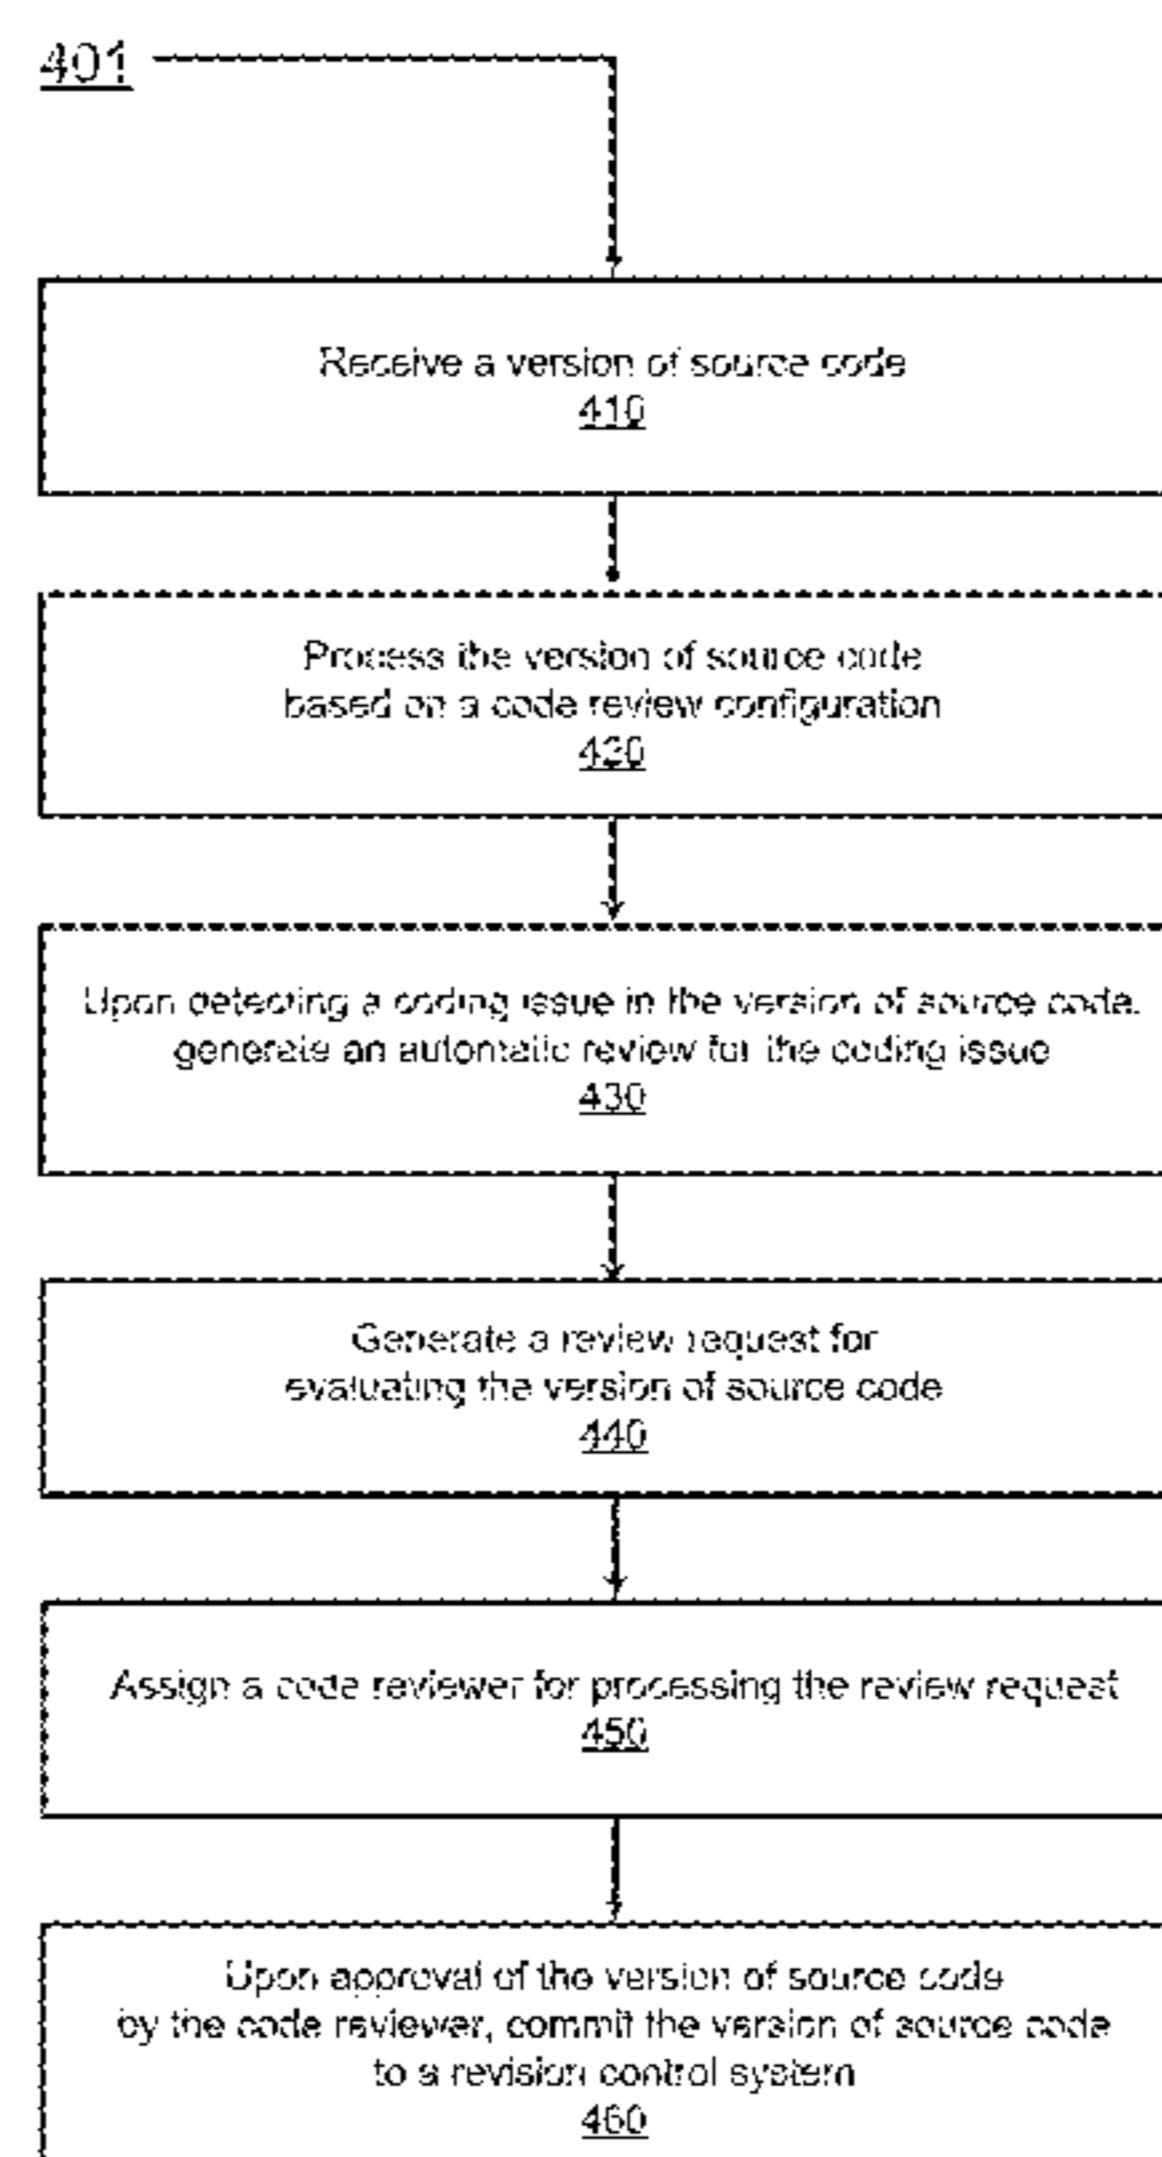 401
Receive a version of source code
410
Process the version of source code
based on a code review configuration
420
Upon detecting a coding issue in the version of source code,
generate an automatic review for the coding issue
430
Generate a review request for
evaluating the version of source code
440
Assign a code reviewer for processing the review request
450
Upon approval of the version of source code
by the code reviewer, commit the version of source code
to a revision control system
460